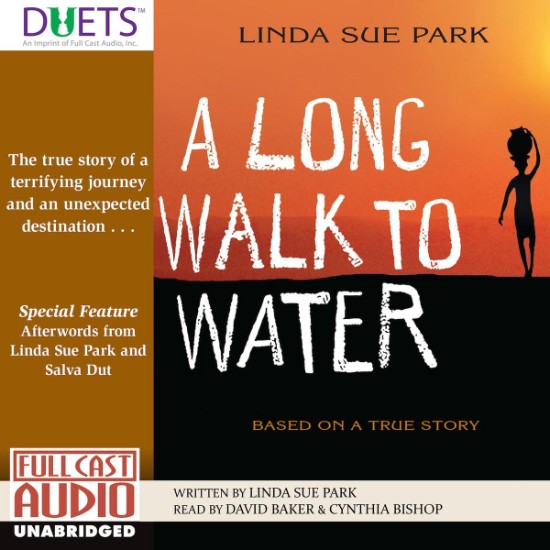 DUETS™
An Imprint of Full Cast Audio, Inc.
LINDA SUE PARK
A LONG
WALK TO
WATER
The true story of a
terrifying journey
and an unexpected
destination . . .
Special Feature
Afterwords from
Linda Sue Park and
Salva Dut
BASED ON A TRUE STORY
FULL CAST
AUDIO
UNABRIDGED
WRITTEN BY LINDA SUE PARK
READ BY DAVID BAKER & CYNTHIA BISHOP